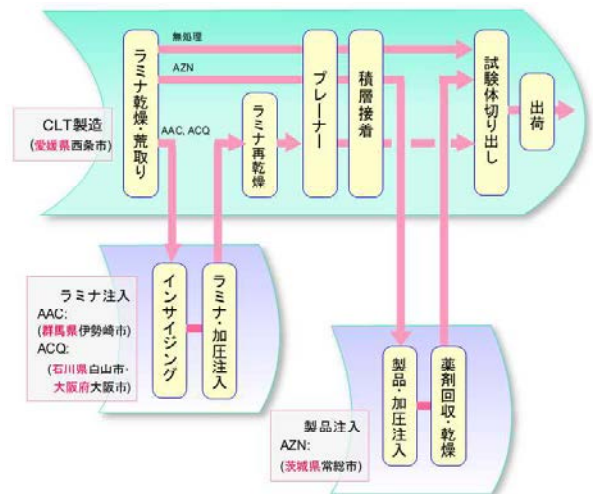 無処理
AZN
AAC, ACQ
CLT製造
(愛媛県西条市)
ラミナ乾燥・荒取り
ラミナ再乾燥
プレーナー
積層接着
試験体切り出し
出荷
ラミナ注入
AAC:
(群馬県伊勢崎市)
ACQ:
(石川県白山市・
大阪府大阪市)
インサイジング
ラミナ・加圧注入
製品注入
AZN:
(茨城県常総市)
製品・加圧注入
薬剤回収・乾燥